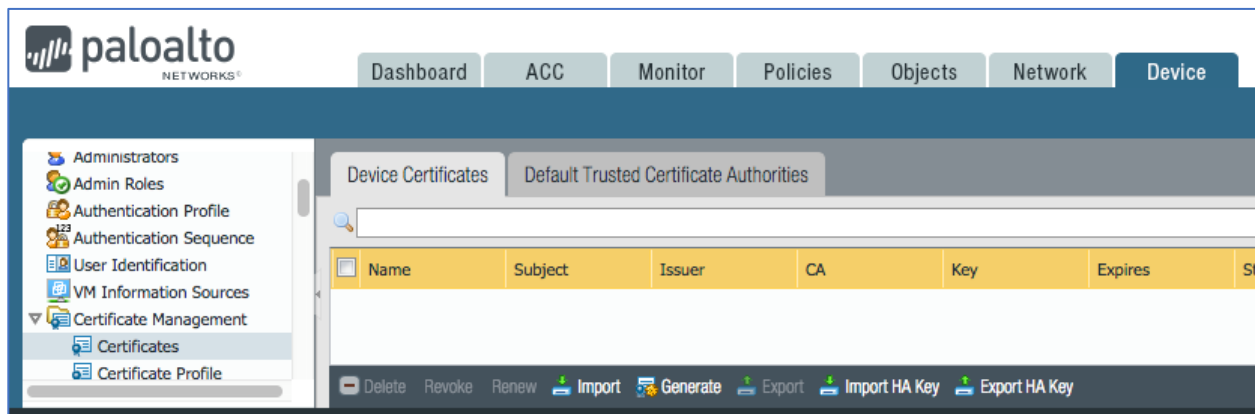 paloalto
NETWORKS®
Dashboard ACC Monitor Policies Objects Network Device
Administrators
Admin Roles
Authentication Profile
123
Authentication Sequence
User Identification
VM Information Sources
Certificate Management
Certificates
Certificate Profile
Device Certificates Default Trusted Certificate Authorities
Name Subject Issuer CA Key Expires St
Delete Revoke Renew Import Generate Export Import HA Key Export HA Key